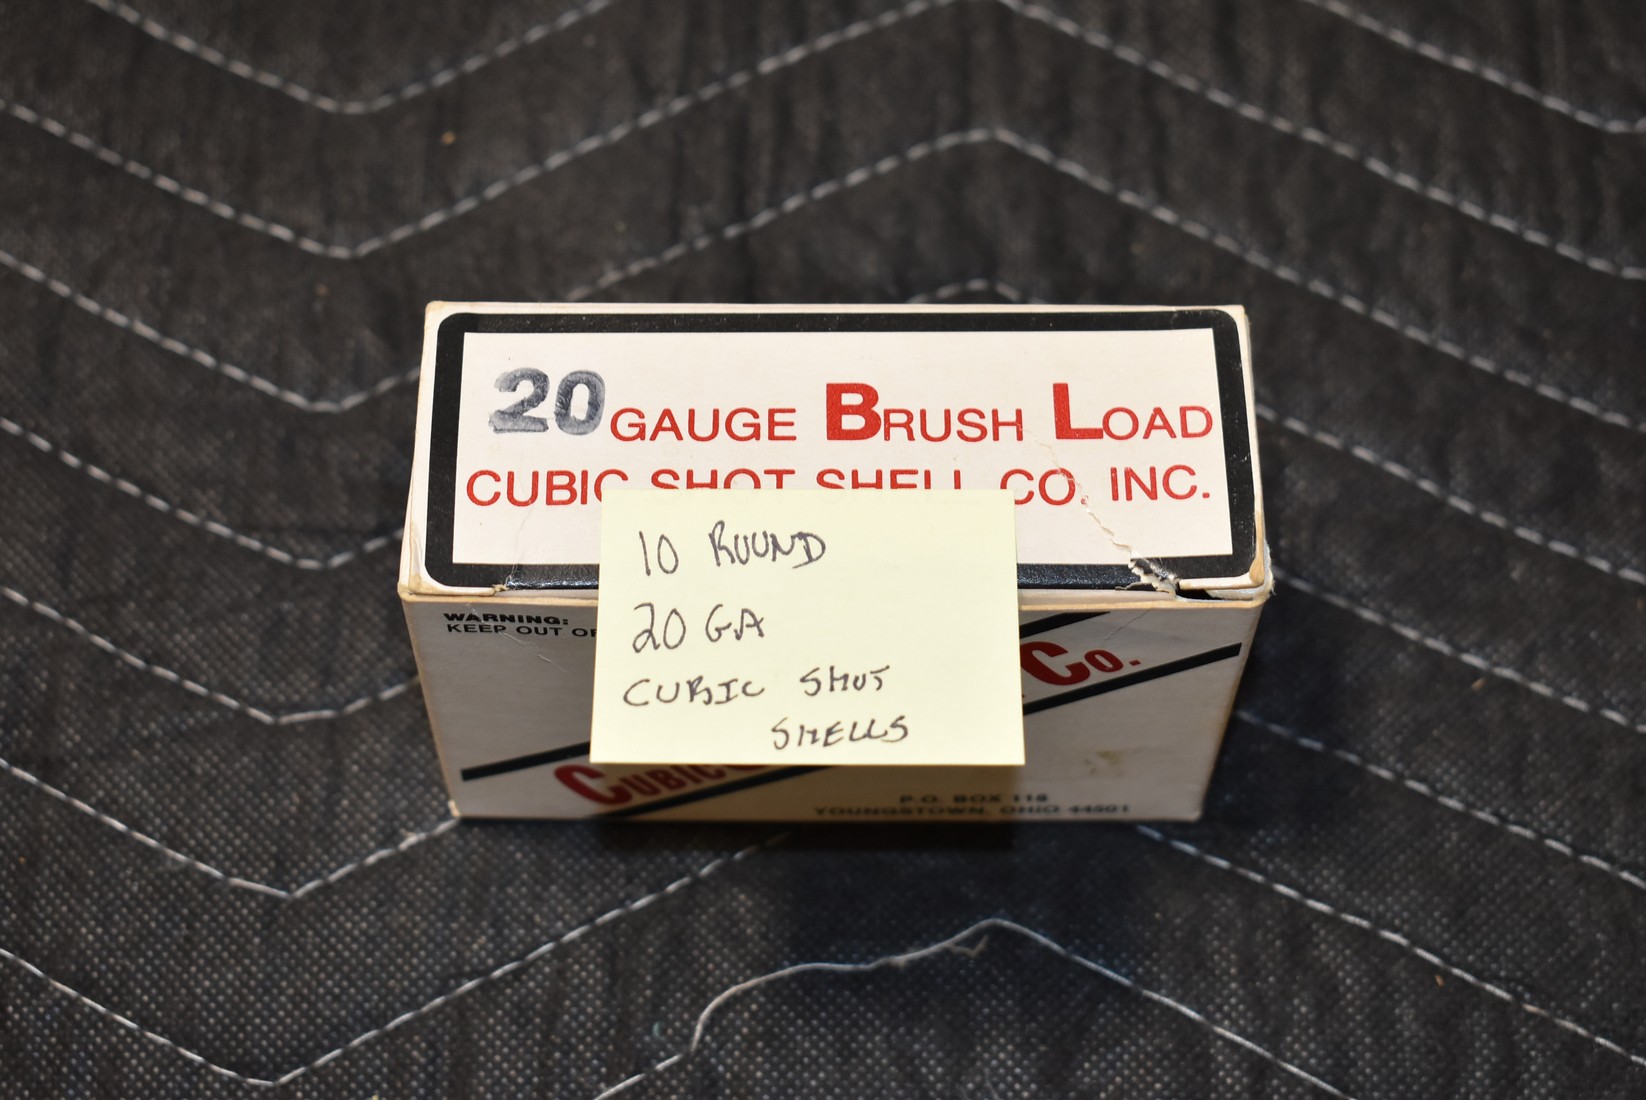 20 GAUGE BRUSH LOAD
CUBIC SHOT SHELL CO. INC.
10 ROUND
20 GA
CUBIC SHOT
SHELLS
WARNING:
KEEP OUT OF
CUBIC
Co.
P.O. BOX 118
YOUNGSTOWN, OHIO 44501